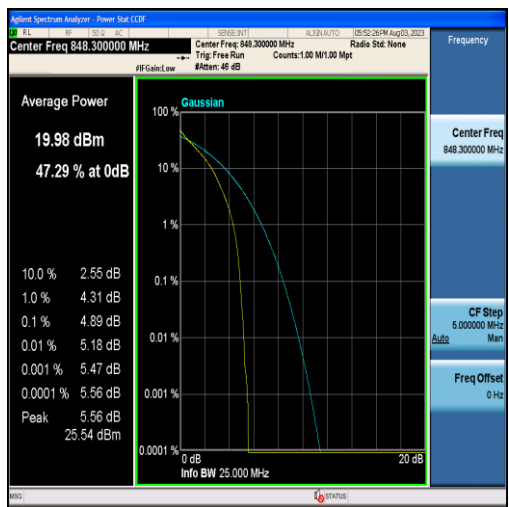 Agilent Spectrum Analyzer - Power Stat CCDF
RL RF 50 Ω AC SENSE:INT ALIGN AUTO 05:52:26 PM Aug 03, 2023
Center Freq 848.300000 MHz
Center Freq: 848.300000 MHz Radio Std: None
Trig: Free Run Counts:1.00 M/1.00 Mpt
#IFGain:Low #Atten: 46 dB
Frequency
Average Power
19.98 dBm
47.29 % at 0dB
10.0 % 2.55 dB
1.0 % 4.31 dB
0.1 % 4.89 dB
0.01 % 5.18 dB
0.001 % 5.47 dB
0.0001 % 5.56 dB
Peak 5.56 dB
25.54 dBm
Gaussian
100 %
10 %
1 %
0.1 %
0.01 %
0.001 %
0.0001 %
0 dB 20 dB
Info BW 25.000 MHz
Center Freq
848.300000 MHz
CF Step
5.000000 MHz
Auto Man
Freq Offset
0 Hz
MSG STATUS